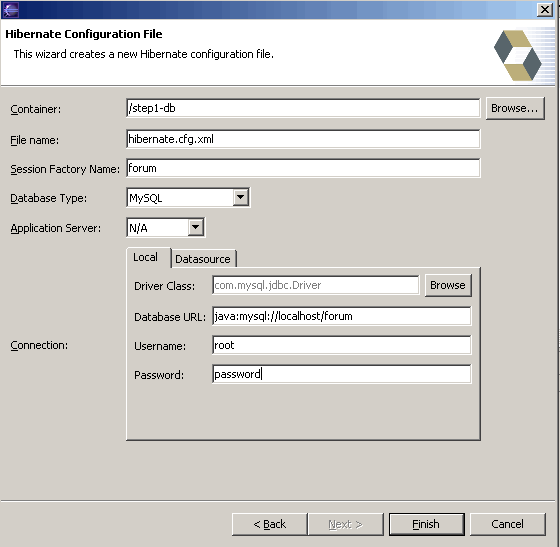 Hibernate Configuration File
This wizard creates a new Hibernate configuration file.
Container: /step1-db Browse...
File name: hibernate.cfg.xml
Session Factory Name: forum
Database Type: MySQL
Application Server: N/A
Local Datasource
Driver Class: com.mysql.jdbc.Driver Browse
Database URL: java:mysql://localhost/forum
Connection: Username: root
Password: password
< Back Next > Finish Cancel